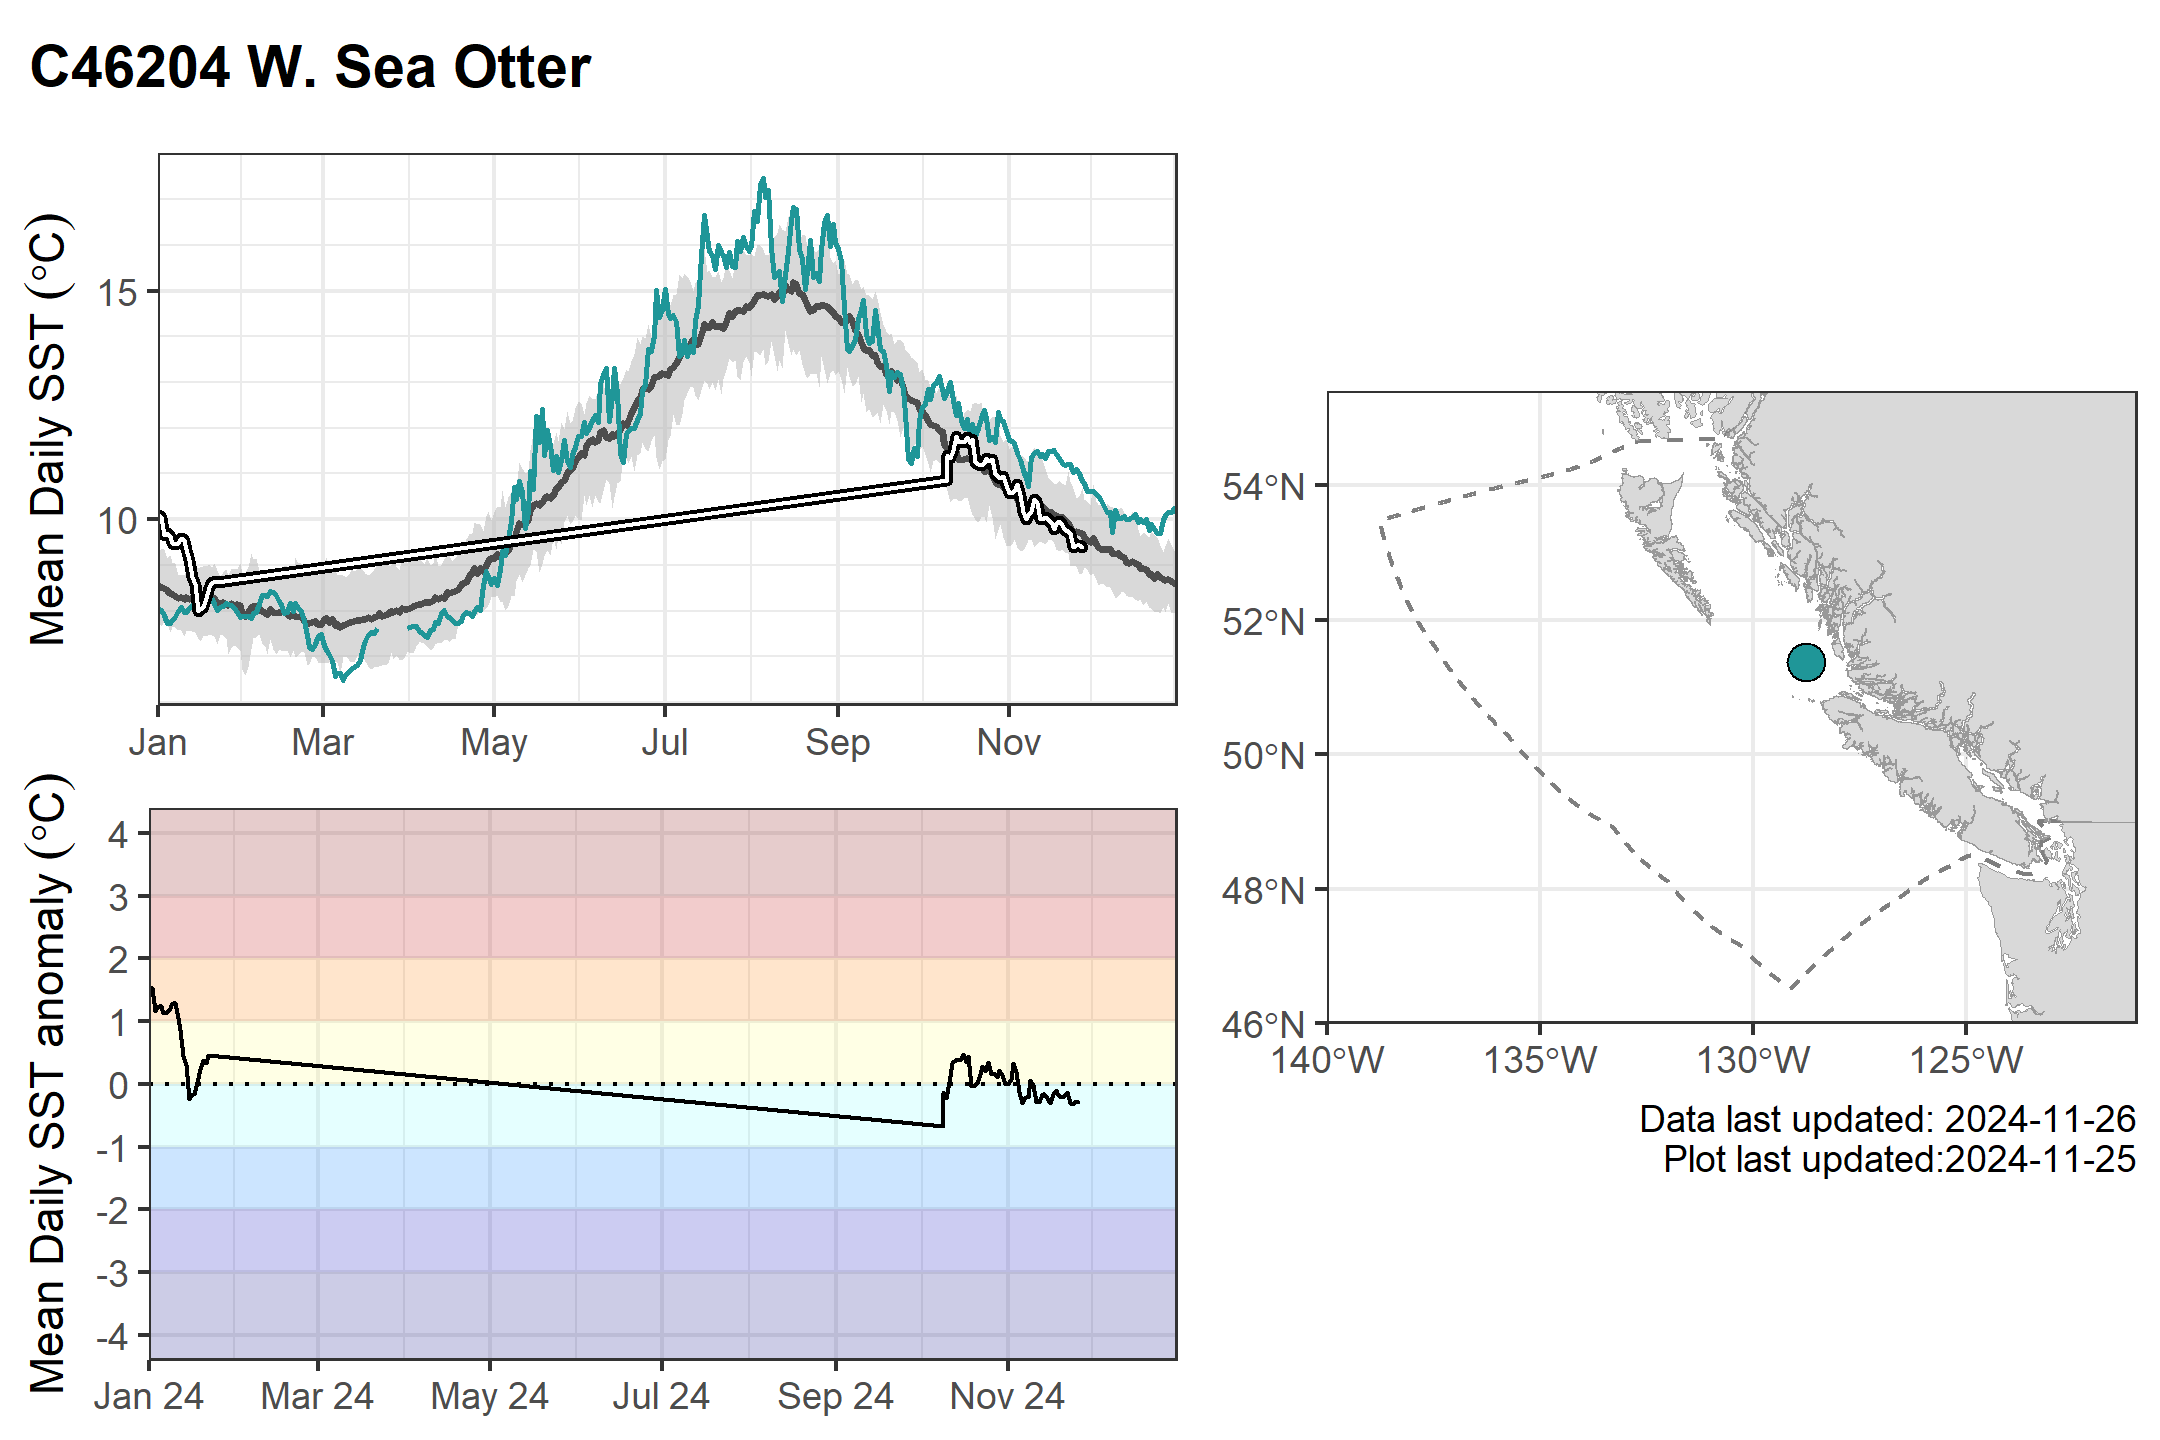 C46204 W. Sea Otter
Mean Daily SST (°C)
15
10
Jan Mar May Jul Sep Nov
Mean Daily SST anomaly (°C)
4
3
2
1
0
-1
-2
-3
-4
Jan 24 Mar 24 May 24 Jul 24 Sep 24 Nov 24
54°N
52°N
50°N
48°N
46°N
140°W 135°W 130°W 125°W
Data last updated: 2024-11-26
Plot last updated:2024-11-25